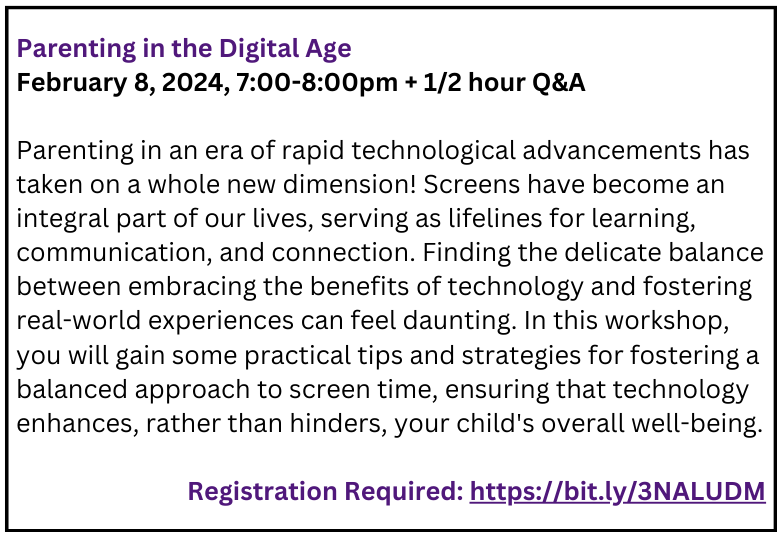 Parenting in the Digital Age
February 8, 2024, 7:00-8:00pm + 1/2 hour Q&A
Parenting in an era of rapid technological advancements has
taken on a whole new dimension! Screens have become an
integral part of our lives, serving as lifelines for learning,
communication, and connection. Finding the delicate balance
between embracing the benefits of technology and fostering
real-world experiences can feel daunting. In this workshop,
you will gain some practical tips and strategies for fostering a
balanced approach to screen time, ensuring that technology
enhances, rather than hinders, your child's overall well-being.
Registration Required: https://bit.ly/3NALUDM